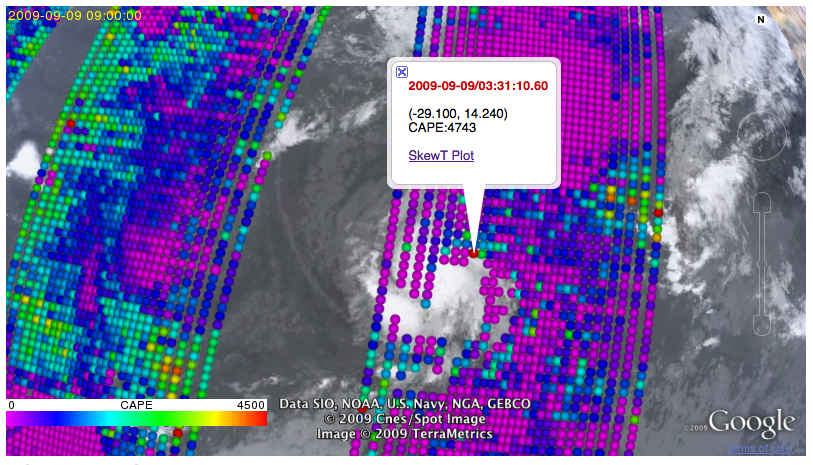 2009-09-09 09:00:00
N
2009-09-09/03:31:10.60
(-29.100, 14.240)
CAPE:4743
SkewT Plot
0 CAPE 4500
Data SIO, NOAA, U.S. Navy, NGA, GEBCO
© 2009 Cnes/Spot Image
Image © 2009 TerraMetrics
©2009 Google
Terms of Use